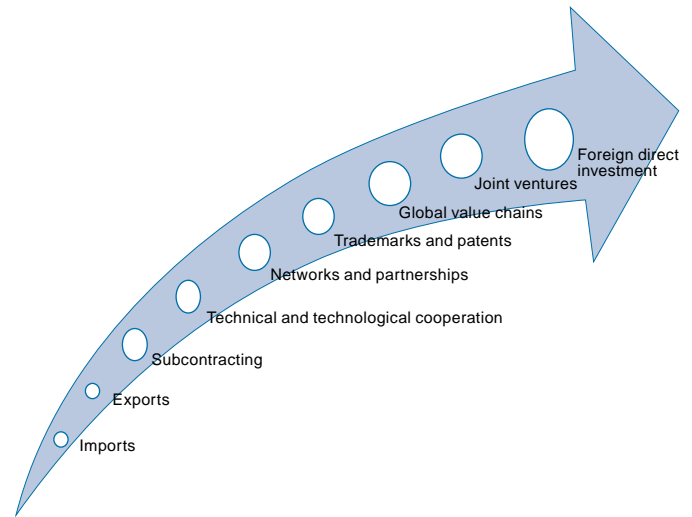 Foreign direct
investment
Joint ventures
Global value chains
Trademarks and patents
Networks and partnerships
Technical and technological cooperation
Subcontracting
Exports
Imports